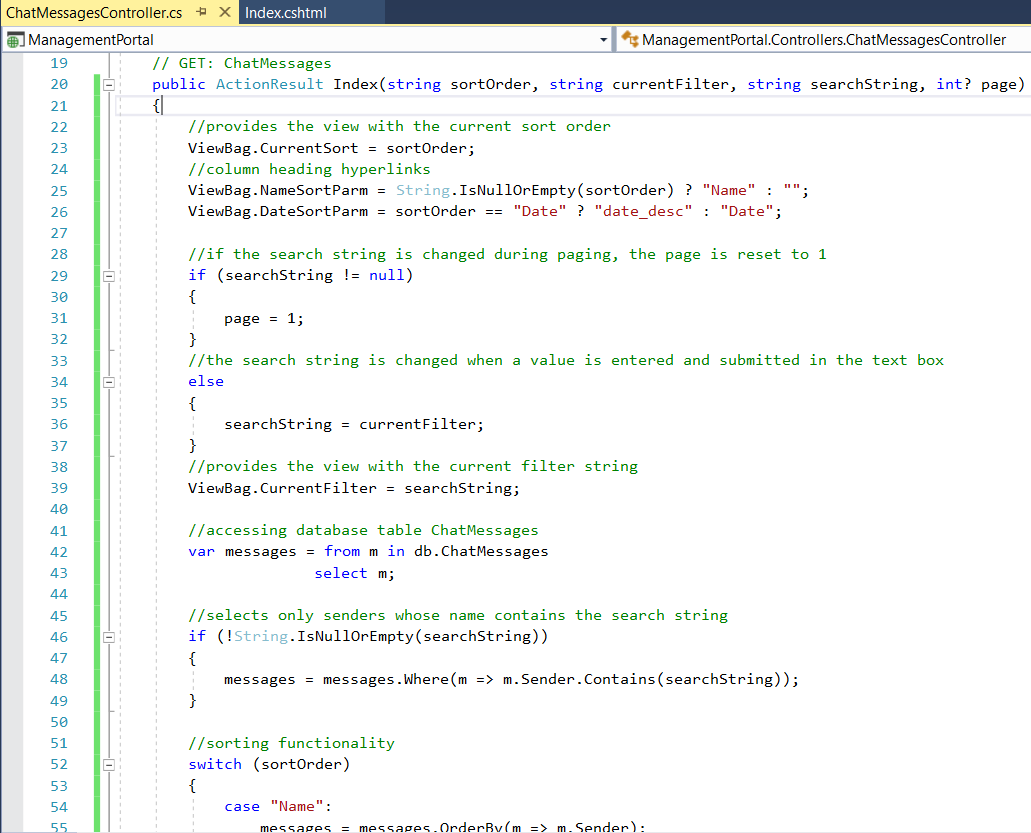 ChatMessagesController.cs Index.cshtml
ManagementPortal ManagementPortal.Controllers.ChatMessagesController
19 // GET: ChatMessages
20 public ActionResult Index(string sortOrder, string currentFilter, string searchString, int? page)
21 {
22 //provides the view with the current sort order
23 ViewBag.CurrentSort = sortOrder;
24 //column heading hyperlinks
25 ViewBag.NameSortParm = String.IsNullOrEmpty(sortOrder) ? "Name" : "";
26 ViewBag.DateSortParm = sortOrder == "Date" ? "date_desc" : "Date";
27
28 //if the search string is changed during paging, the page is reset to 1
29 if (searchString != null)
30 {
31 page = 1;
32 }
33 //the search string is changed when a value is entered and submitted in the text box
34 else
35 {
36 searchString = currentFilter;
37 }
38 //provides the view with the current filter string
39 ViewBag.CurrentFilter = searchString;
40
41 //accessing database table ChatMessages
42 var messages = from m in db.ChatMessages
43 select m;
44
45 //selects only senders whose name contains the search string
46 if (!String.IsNullOrEmpty(searchString))
47 {
48 messages = messages.Where(m => m.Sender.Contains(searchString));
49 }
50
51 //sorting functionality
52 switch (sortOrder)
53 {
54 case "Name":
55 messages = messages.OrderBy(m => m.Sender);